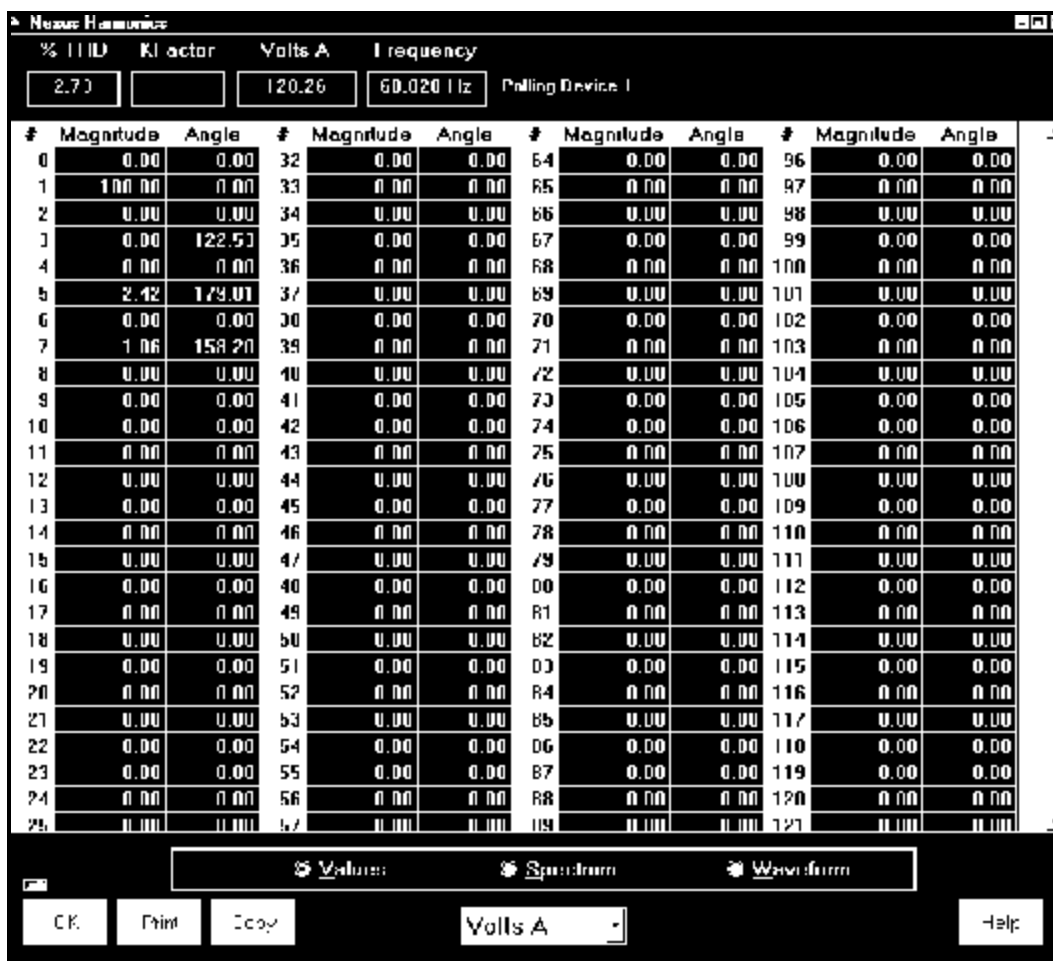 Nexus Harmonics
% THD KFactor Volts A Frequency
2.70 120.26 60.020 Hz Polling Device 1
# Magnitude Angle # Magnitude Angle # Magnitude Angle # Magnitude Angle
0 0.00 0.00 32 0.00 0.00 64 0.00 0.00 96 0.00 0.00
1 100.00 0.00 33 0.00 0.00 65 0.00 0.00 97 0.00 0.00
2 0.00 0.00 34 0.00 0.00 66 0.00 0.00 98 0.00 0.00
3 0.00 122.50 35 0.00 0.00 67 0.00 0.00 99 0.00 0.00
4 0.00 0.00 36 0.00 0.00 68 0.00 0.00 100 0.00 0.00
5 2.42 179.01 37 0.00 0.00 69 0.00 0.00 101 0.00 0.00
6 0.00 0.00 38 0.00 0.00 70 0.00 0.00 102 0.00 0.00
7 1.06 158.20 39 0.00 0.00 71 0.00 0.00 103 0.00 0.00
8 0.00 0.00 40 0.00 0.00 72 0.00 0.00 104 0.00 0.00
9 0.00 0.00 41 0.00 0.00 73 0.00 0.00 105 0.00 0.00
10 0.00 0.00 42 0.00 0.00 74 0.00 0.00 106 0.00 0.00
11 0.00 0.00 43 0.00 0.00 75 0.00 0.00 107 0.00 0.00
12 0.00 0.00 44 0.00 0.00 76 0.00 0.00 108 0.00 0.00
13 0.00 0.00 45 0.00 0.00 77 0.00 0.00 109 0.00 0.00
14 0.00 0.00 46 0.00 0.00 78 0.00 0.00 110 0.00 0.00
15 0.00 0.00 47 0.00 0.00 79 0.00 0.00 111 0.00 0.00
16 0.00 0.00 48 0.00 0.00 80 0.00 0.00 112 0.00 0.00
17 0.00 0.00 49 0.00 0.00 81 0.00 0.00 113 0.00 0.00
18 0.00 0.00 50 0.00 0.00 82 0.00 0.00 114 0.00 0.00
19 0.00 0.00 51 0.00 0.00 83 0.00 0.00 115 0.00 0.00
20 0.00 0.00 52 0.00 0.00 84 0.00 0.00 116 0.00 0.00
21 0.00 0.00 53 0.00 0.00 85 0.00 0.00 117 0.00 0.00
22 0.00 0.00 54 0.00 0.00 86 0.00 0.00 118 0.00 0.00
23 0.00 0.00 55 0.00 0.00 87 0.00 0.00 119 0.00 0.00
24 0.00 0.00 56 0.00 0.00 88 0.00 0.00 120 0.00 0.00
25 0.00 0.00 57 0.00 0.00 89 0.00 0.00 121 0.00 0.00
Values Spectrum Waveform
OK Print Copy Volts A Help